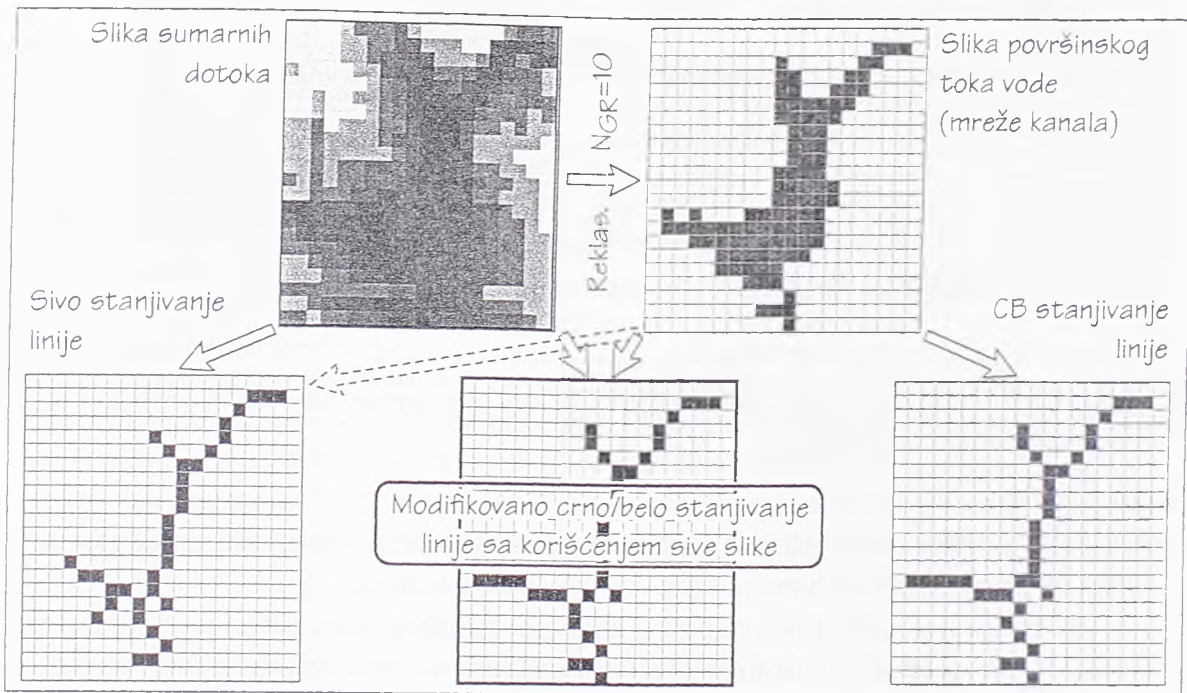 Slika sumarnih
dotoka
Reklas. NGR=10
Slika površinskog
toka vode
(mreže kanala)
Sivo stanjivanje
linije
CB stanjivanje
linije
Modifikovano crno/belo stanjivanje
linije sa korišćenjem sive slike